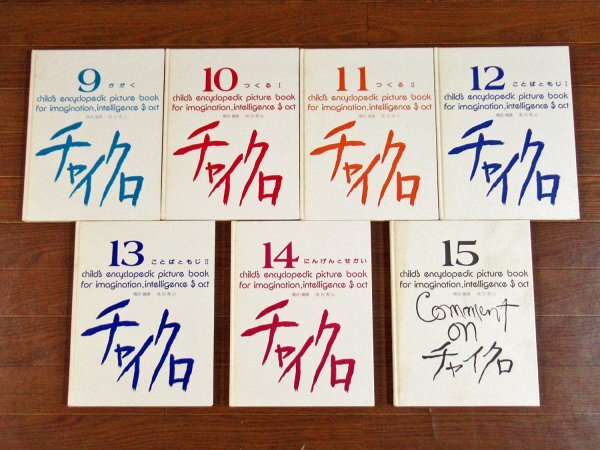 9 かがく
child's encyclopedic picture book
for imagination, intelligence & act
チャイクロ
10 つくる I
child's encyclopedic picture book
for imagination, intelligence & act
チャイクロ
11 つくる II
child's encyclopedic picture book
for imagination, intelligence & act
チャイクロ
12 ことばともじ I
child's encyclopedic picture book
for imagination, intelligence & act
チャイクロ
13 ことばともじ II
child's encyclopedic picture book
for imagination, intelligence & act
チャイクロ
14 にんげんとせかい
child's encyclopedic picture book
for imagination, intelligence & act
チャイクロ
15
child's encyclopedic picture book
for imagination, intelligence & act
Comment
on
チャイクロ